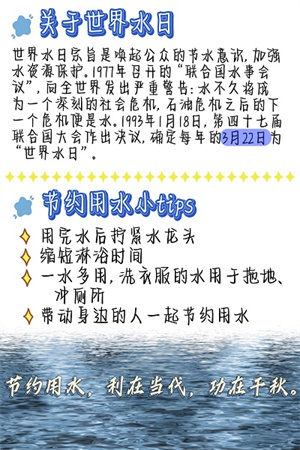 关于世界水日
世界水日宗旨是唤起公众的节水意识，加强
水资源保护。1977年召开的“联合国水事会
议”，向全世界发出严重警告：水不久将成
为一个深刻的社会危机，石油危机之后的下
一个危机便是水。1993年1月18日，第四十七届
联合国大会作出决议，确定每年的3月22日为
“世界水日”。
节约用水小tips
用完水后拧紧水龙头
缩短淋浴时间
一水多用，洗衣服的水用于拖地、
冲厕所
带动身边的人一起节约用水
节约用水，利在当代，功在千秋。